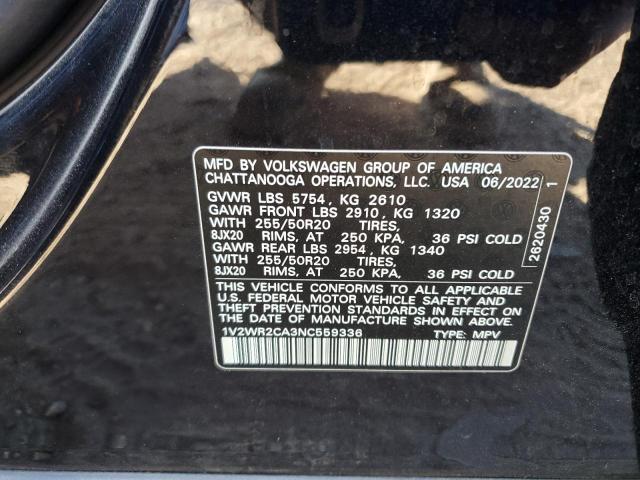 MFD BY VOLKSWAGEN GROUP OF AMERICA
CHATTANOOGA OPERATIONS, LLC. USA 06/2022
GVWR LBS 5754, KG 2610
GAWR FRONT LBS 2910, KG 1320
WITH 255/50R20 TIRES,
8JX20 RIMS, AT 250 KPA, 36 PSI COLD
GAWR REAR LBS 2954, KG 1340
WITH 255/50R20 TIRES,
8JX20 RIMS, AT 250 KPA, 36 PSI COLD
THIS VEHICLE CONFORMS TO ALL APPLICABLE
U.S. FEDERAL MOTOR VEHICLE SAFETY AND
THEFT PREVENTION STANDARDS IN EFFECT ON
THE DATE OF MANUFACTURE SHOWN ABOVE.
1V2WR2CA3NC559336 TYPE: MPV
2620430 1